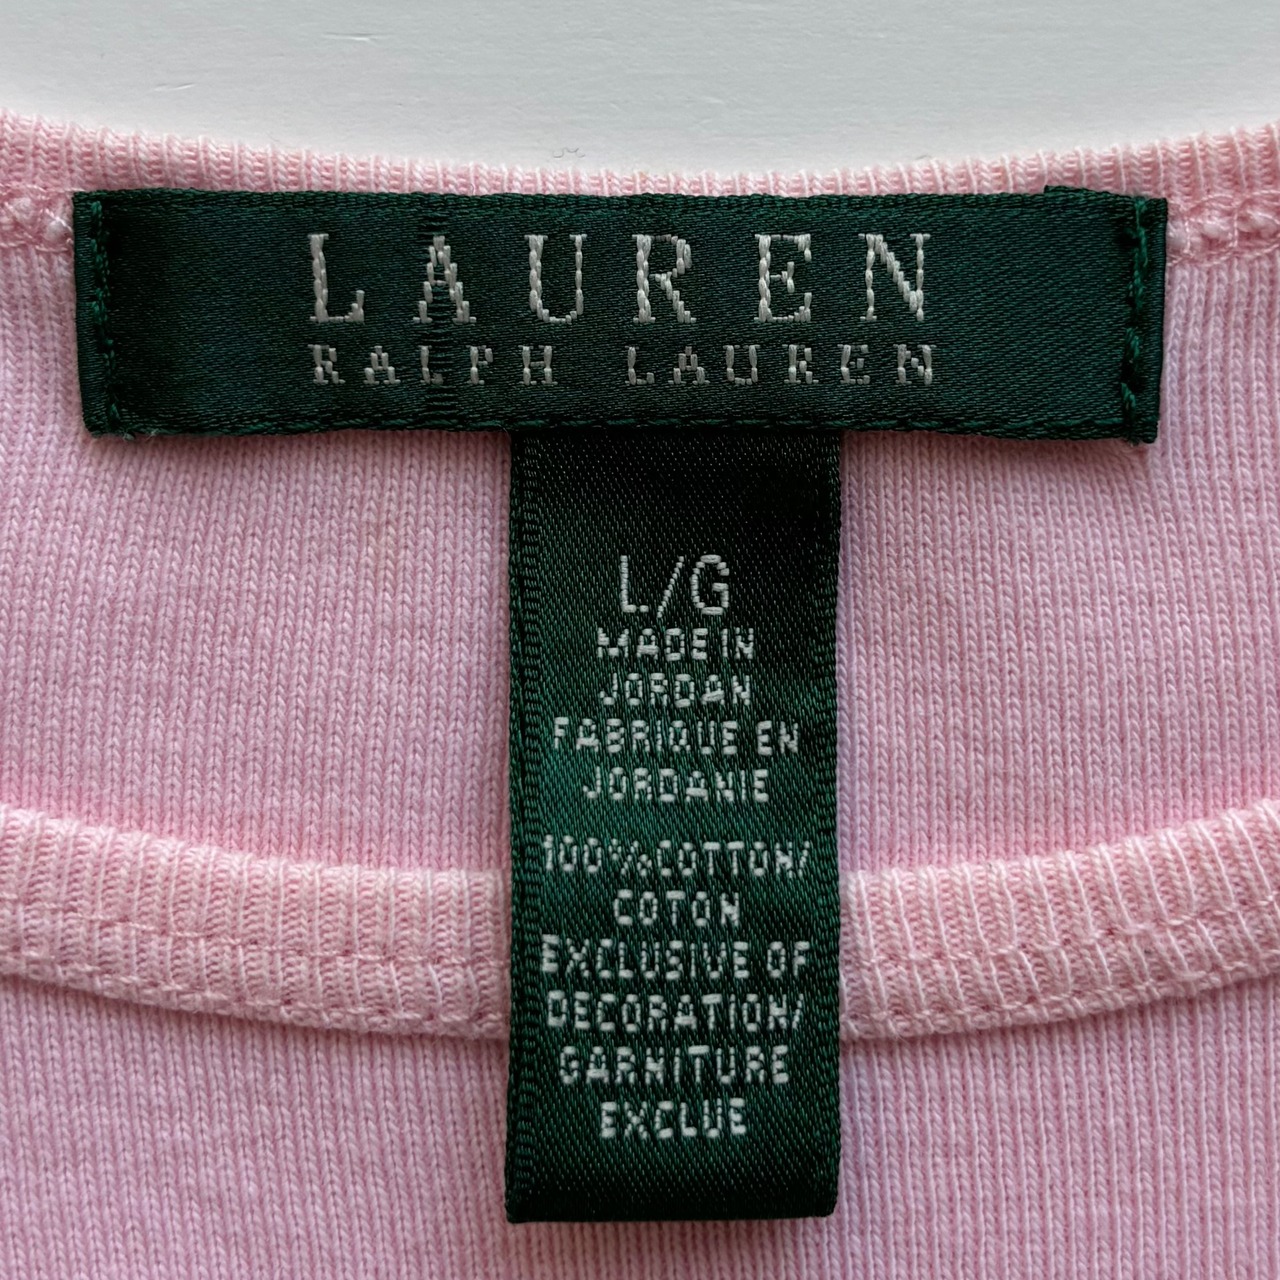 LAUREN
RALPH LAUREN
L/G
MADE IN
JORDAN
FABRIQUE EN
JORDANIE
100% COTTON/
COTON
EXCLUSIVE OF
DECORATION/
GARNITURE
EXCLUE